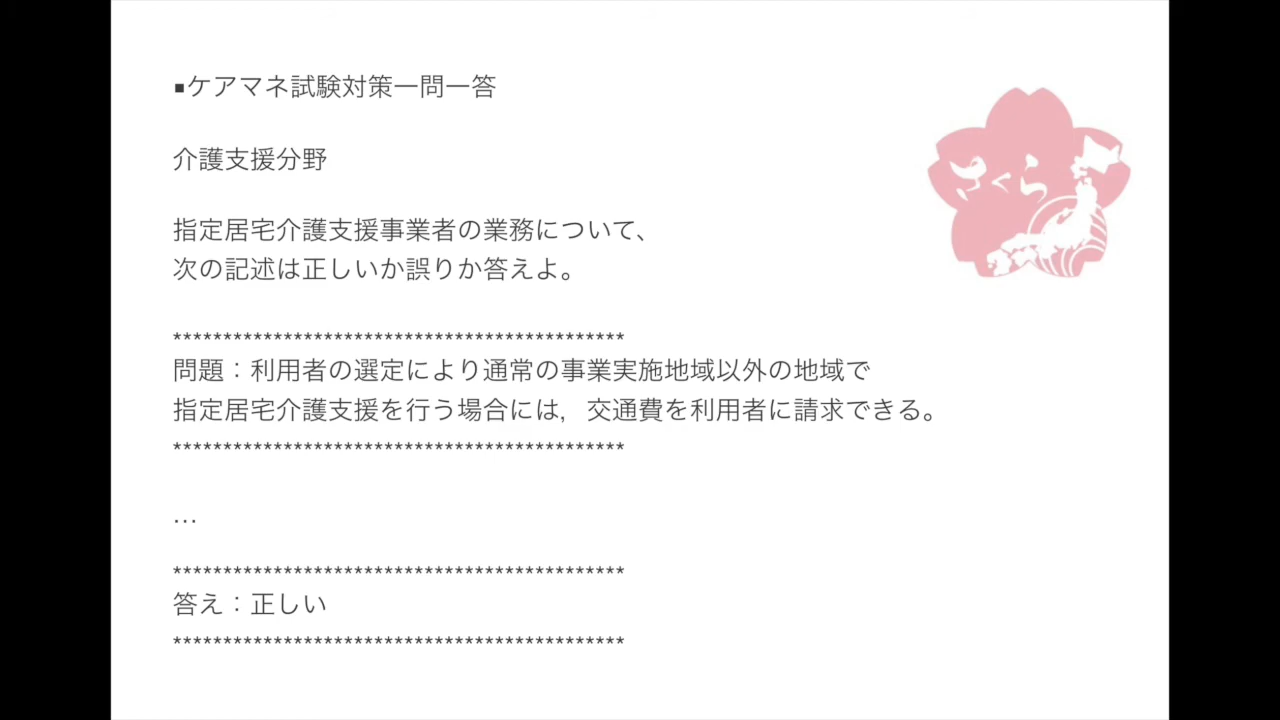 ▪ケアマネ試験対策一問一答
介護支援分野
さくら
指定居宅介護支援事業者の業務について、
次の記述は正しいか誤りか答えよ。
********************************************
問題：利用者の選定により通常の事業実施地域以外の地域で
指定居宅介護支援を行う場合には，交通費を利用者に請求できる。
********************************************
…
********************************************
答え：正しい
********************************************